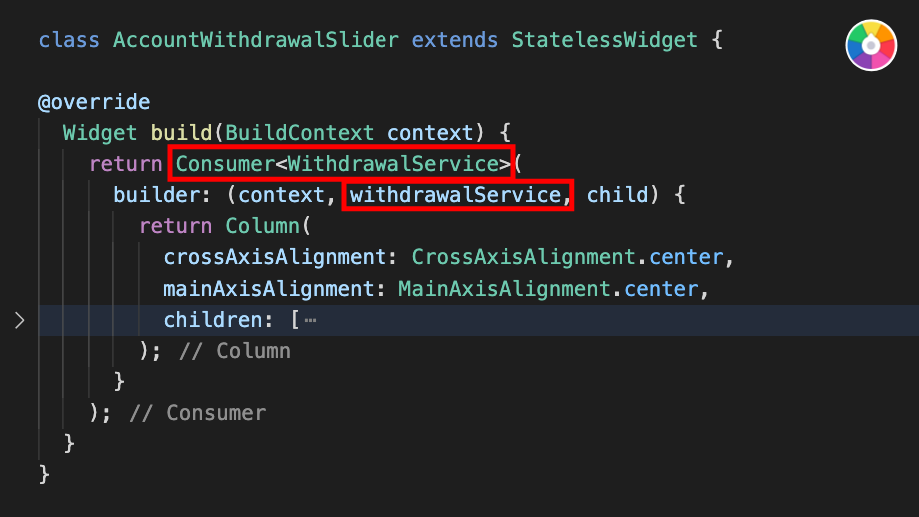 class AccountWithdrawalSlider extends StatelessWidget {
@override
Widget build(BuildContext context) {
return Consumer<WithdrawalService>(
builder: (context, withdrawalService, child) {
return Column(
crossAxisAlignment: CrossAxisAlignment.center,
mainAxisAlignment: MainAxisAlignment.center,
children: [ ⋯
); // Column
}
); // Consumer
}
}